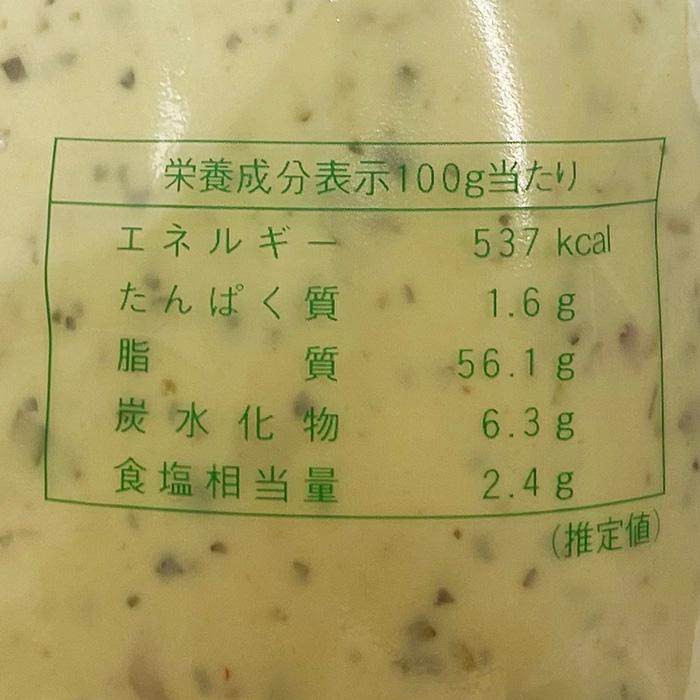 栄養成分表示100g当たり
エネルギー 537 kcal
たんぱく質 1.6 g
脂質 56.1 g
炭水化物 6.3 g
食塩相当量 2.4 g
(推定値)